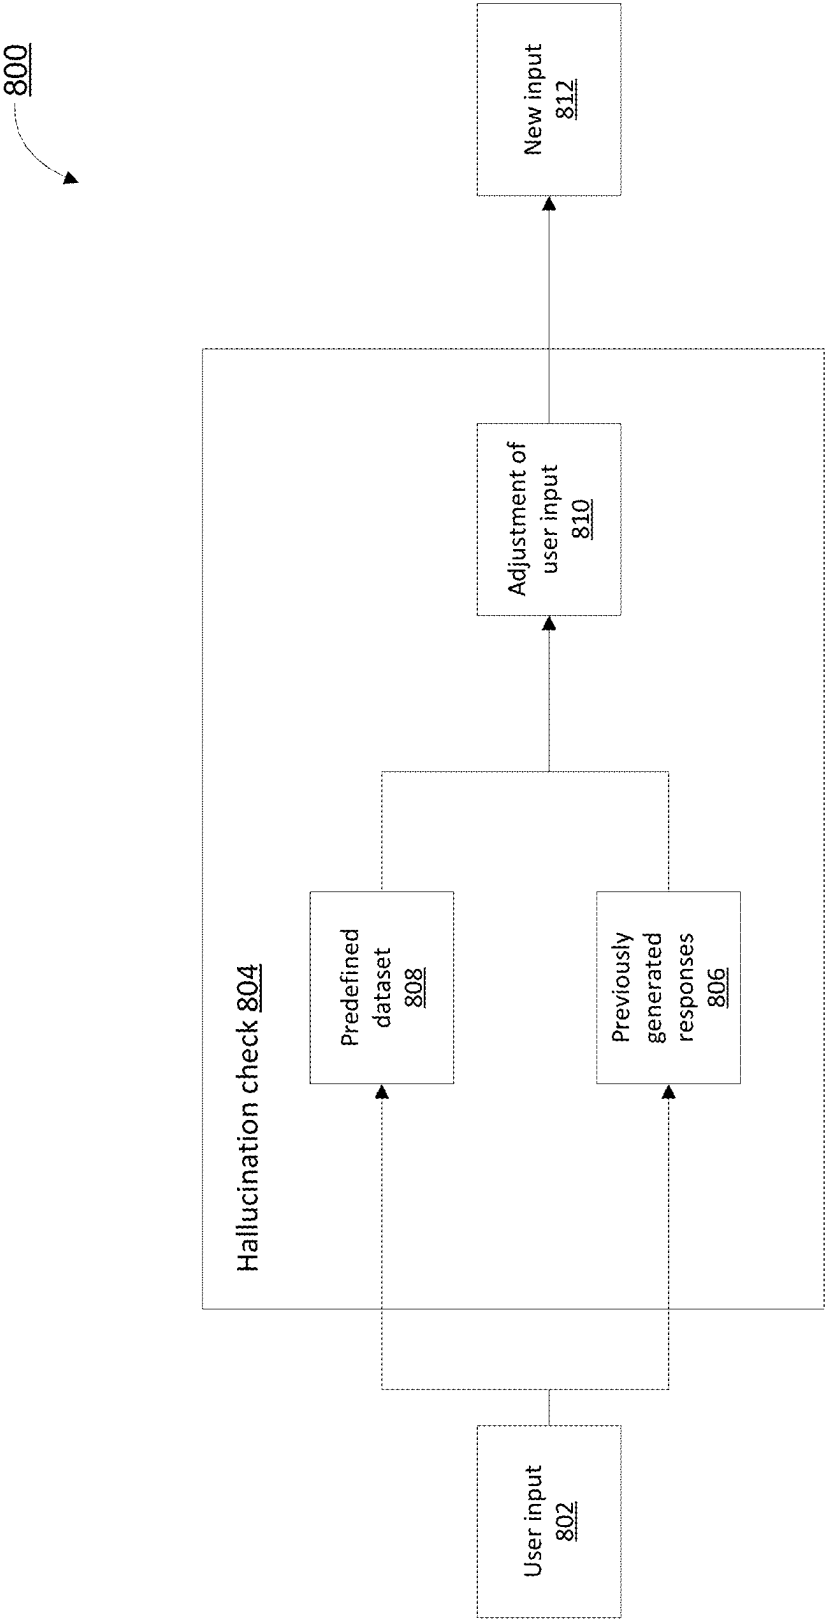 800
Hallucination check 804
User input
802
Predefined
dataset
808
Previously
generated
responses
806
Adjustment of
user input
810
New input
812